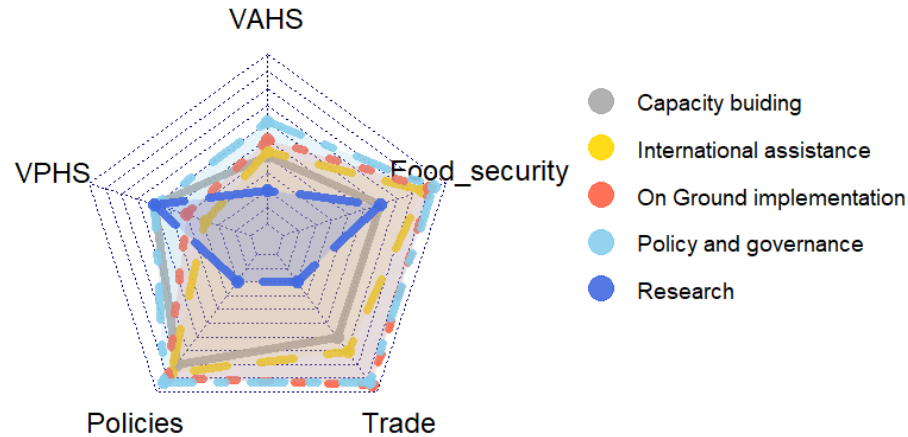 VAHS
VPHS
Food_security
Policies
Trade
Capacity buiding
International assistance
On Ground implementation
Policy and governance
Research